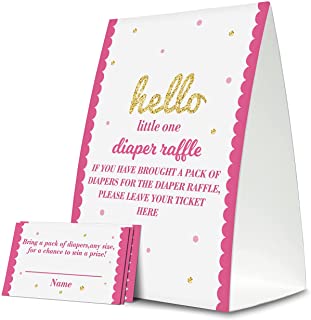 hello
little one
diaper raffle
IF YOU HAVE BROUGHT A PACK OF
DIAPERS FOR THE DIAPER RAFFLE,
PLEASE LEAVE YOUR TICKET
HERE
Bring a pack of diapers,any size,
for a chance to win a prize!
Name